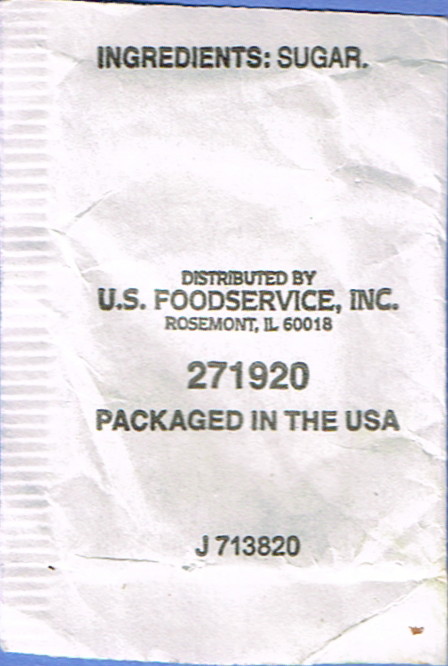 INGREDIENTS: SUGAR.
DISTRIBUTED BY
U.S. FOODSERVICE, INC.
ROSEMONT, IL 60018
271920
PACKAGED IN THE USA
J 713820